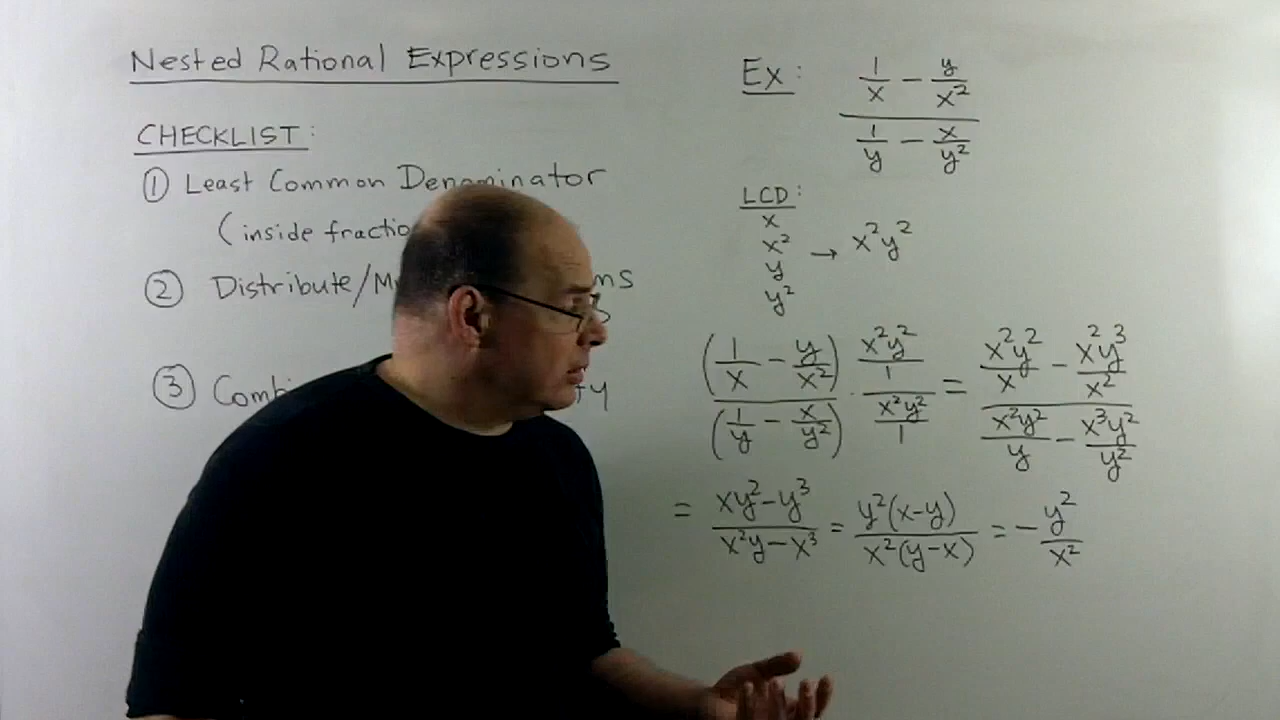 Nested Rational Expressions
CHECKLIST:
① Least Common Denominator
(inside
② Distribute/
③
Ex: (1/x - y/x²) / (1/y - x/y²)
LCD:
x
x²
y
y²
→ x²y²
(1/x - y/x²) / (1/y - x/y²) · (x²y²/1) / (x²y²/1) = (x²y²/x - x²y³/x²) / (x²y²/y - x³y²/y²)
= (xy² - y³) / (x²y - x³) = y²(x-y) / x²(y-x) = - y²/x²